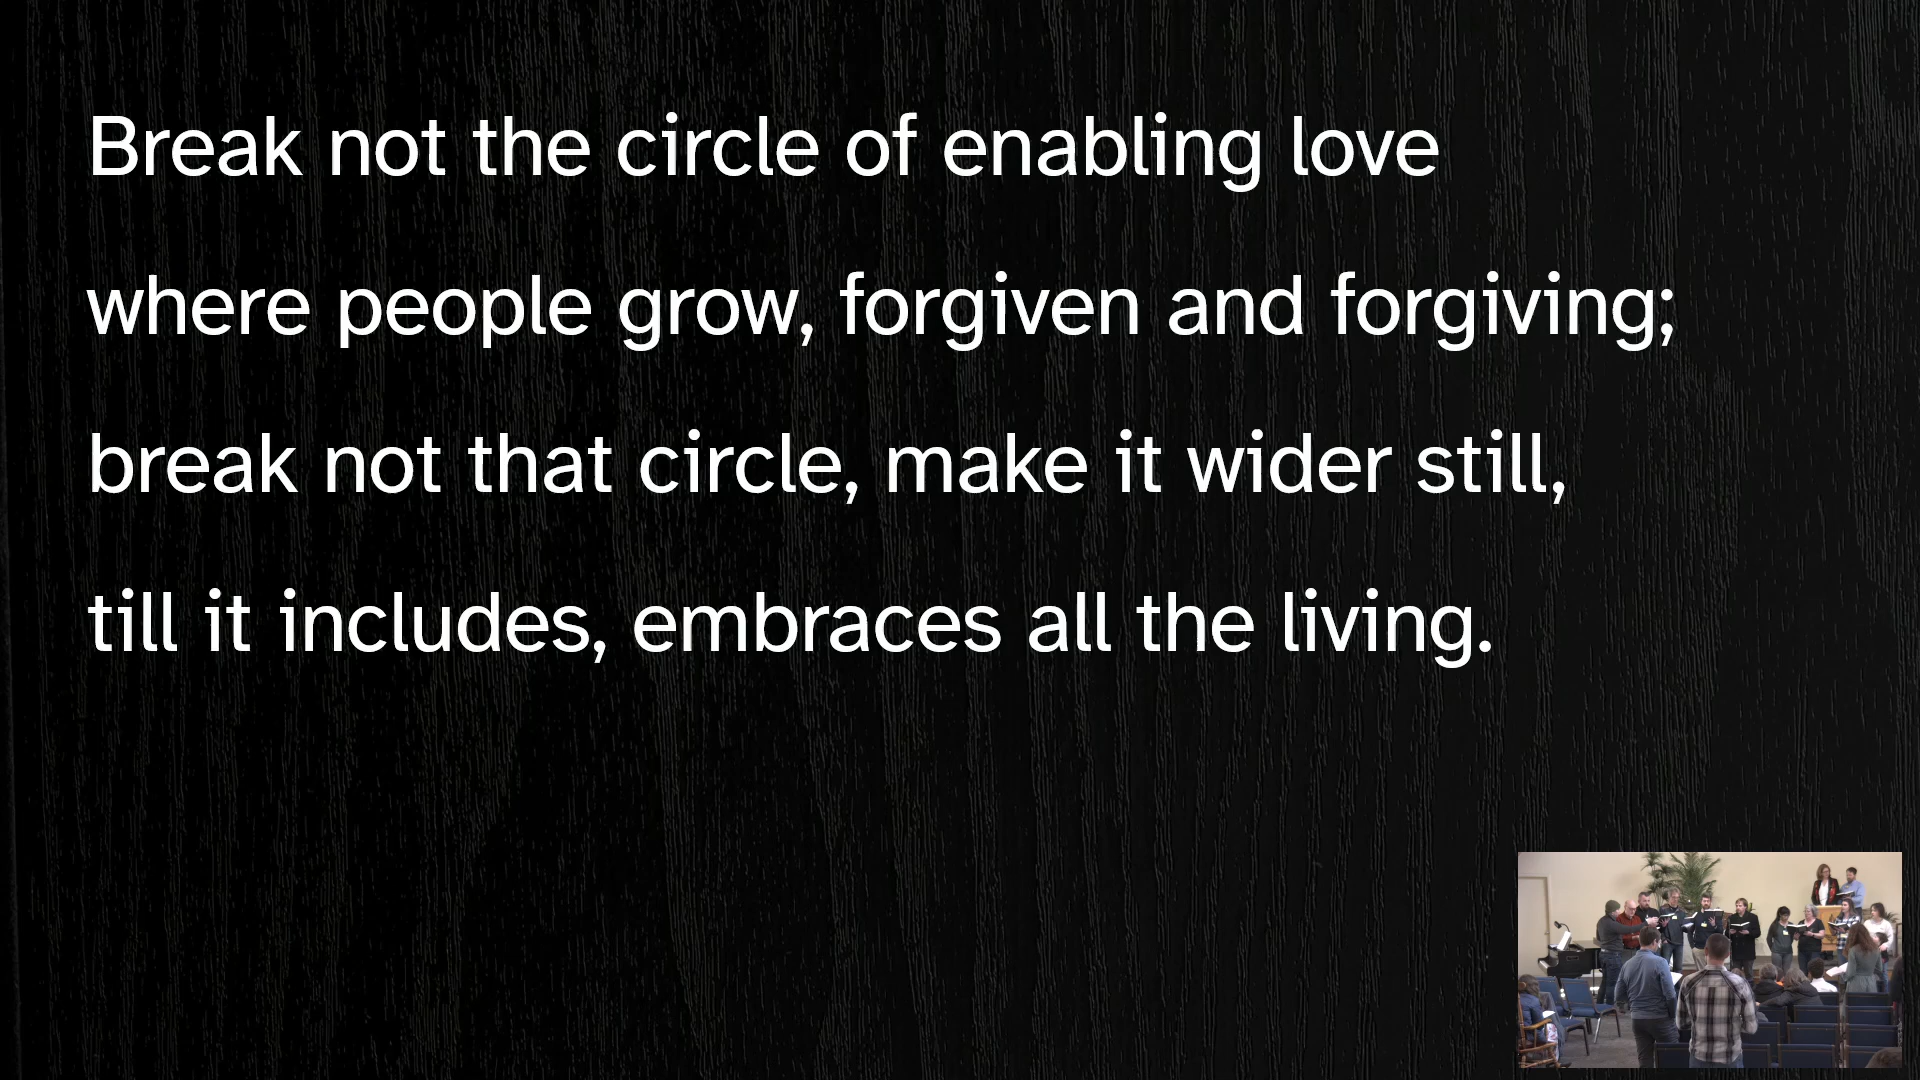 Break not the circle of enabling love
where people grow, forgiven and forgiving;
break not that circle, make it wider still,
till it includes, embraces all the living.